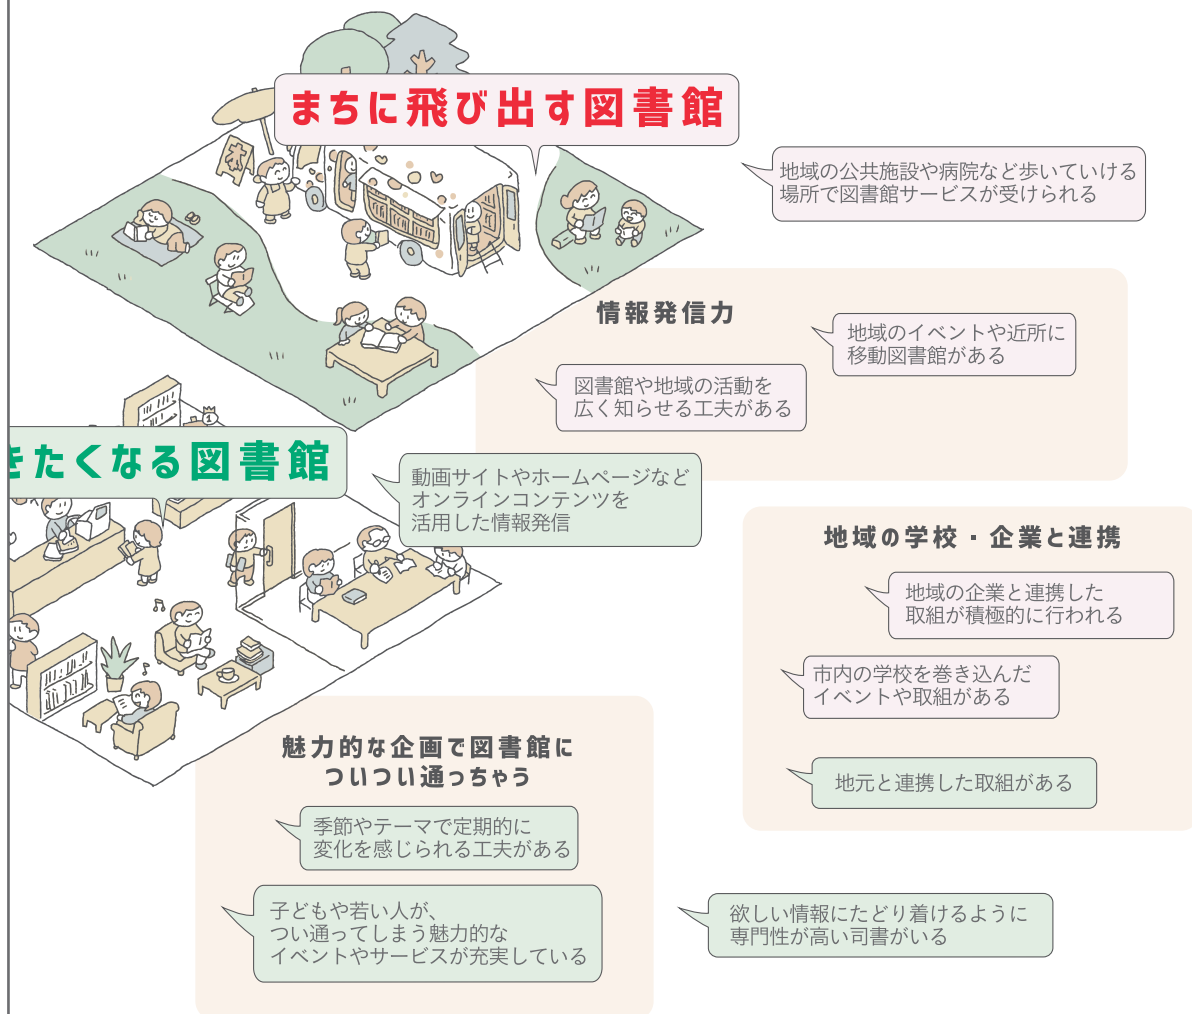 まちに飛び出す図書館
本
地域の公共施設や病院など歩いていける
場所で図書館サービスが受けられる
情報発信力
地域のイベントや近所に
移動図書館がある
図書館や地域の活動を
広く知らせる工夫がある
1
きたくなる図書館
動画サイトやホームページなど
オンラインコンテンツを
活用した情報発信
地域の学校・企業と連携
地域の企業と連携した
取組が積極的に行われる
市内の学校を巻き込んだ
イベントや取組がある
地元と連携した取組がある
魅力的な企画で図書館に
ついつい通っちゃう
季節やテーマで定期的に
変化を感じられる工夫がある
子どもや若い人が、
つい通ってしまう魅力的な
イベントやサービスが充実している
欲しい情報にたどり着けるように
専門性が高い司書がいる